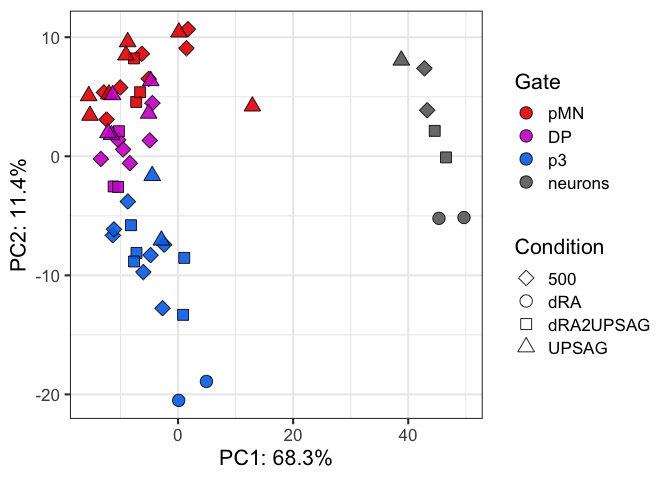 10
0
-10
-20
PC2: 11.4%
0
20
40
PC1: 68.3%
Gate
pMN
DP
p3
neurons
Condition
500
dRA
dRA2UPSAG
UPSAG